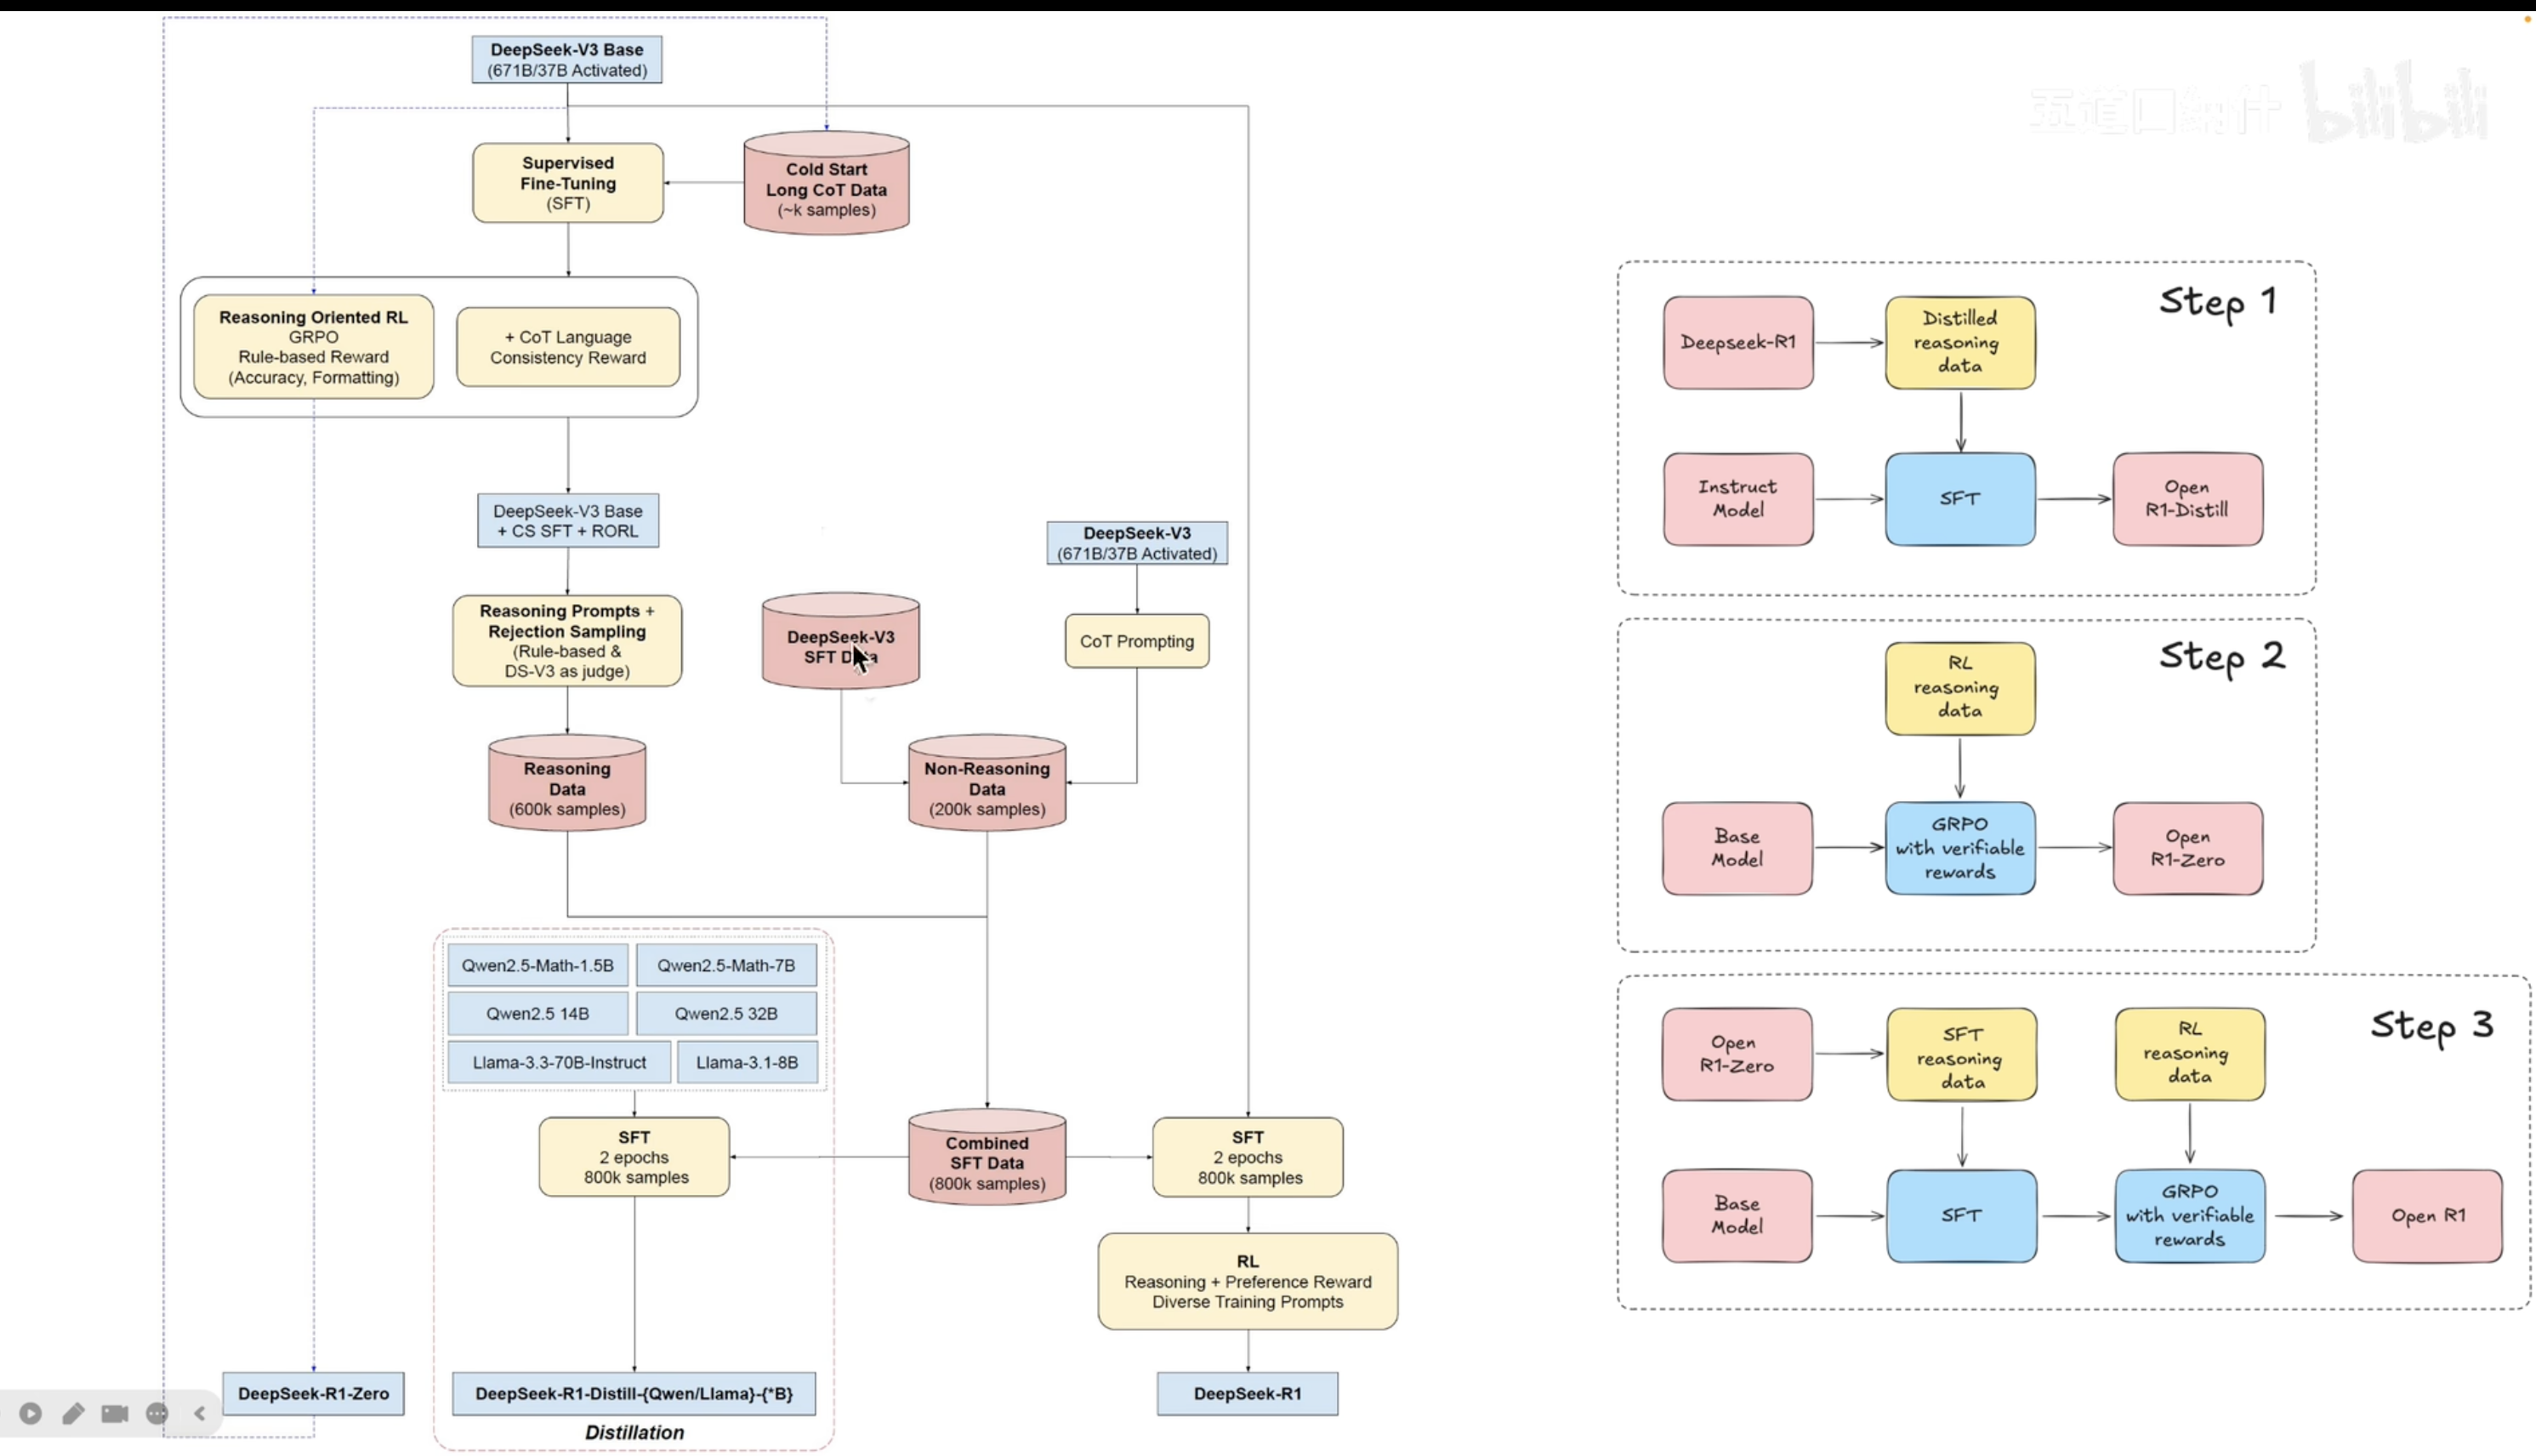 DeepSeek-V3 Base
(671B/37B Activated)
Supervised
Fine-Tuning
(SFT)
Cold Start
Long CoT Data
(~k samples)
Reasoning Oriented RL
GRPO
Rule-based Reward
(Accuracy, Formatting)
+ CoT Language
Consistency Reward
DeepSeek-V3 Base
+ CS SFT + RORL
Reasoning Prompts +
Rejection Sampling
(Rule-based &
DS-V3 as judge)
DeepSeek-V3
SFT Data
DeepSeek-V3
(671B/37B Activated)
CoT Prompting
Reasoning
Data
(600k samples)
Non-Reasoning
Data
(200k samples)
Qwen2.5-Math-1.5B
Qwen2.5-Math-7B
Qwen2.5 14B
Qwen2.5 32B
Llama-3.3-70B-Instruct
Llama-3.1-8B
SFT
2 epochs
800k samples
Combined
SFT Data
(800k samples)
SFT
2 epochs
800k samples
RL
Reasoning + Preference Reward
Diverse Training Prompts
DeepSeek-R1-Zero
DeepSeek-R1-Distill-{Qwen/Llama}-{*B}
DeepSeek-R1
Distillation
五道口纳什 bilibili
Step 1
Deepseek-R1
Distilled
reasoning
data
Instruct
Model
SFT
Open
R1-Distill
Step 2
RL
reasoning
data
Base
Model
GRPO
with verifiable
rewards
Open
R1-Zero
Step 3
Open
R1-Zero
SFT
reasoning
data
RL
reasoning
data
Base
Model
SFT
GRPO
with verifiable
rewards
Open R1